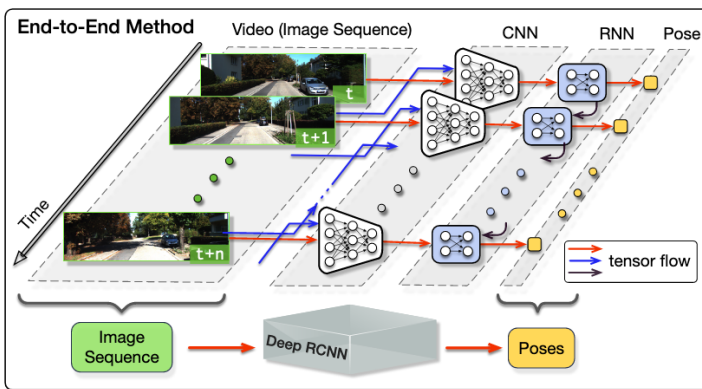 End-to-End Method
Video (Image Sequence)
CNN
RNN
Pose
t
t+1
t+n
Time
tensor flow
Image
Sequence
Deep RCNN
Poses